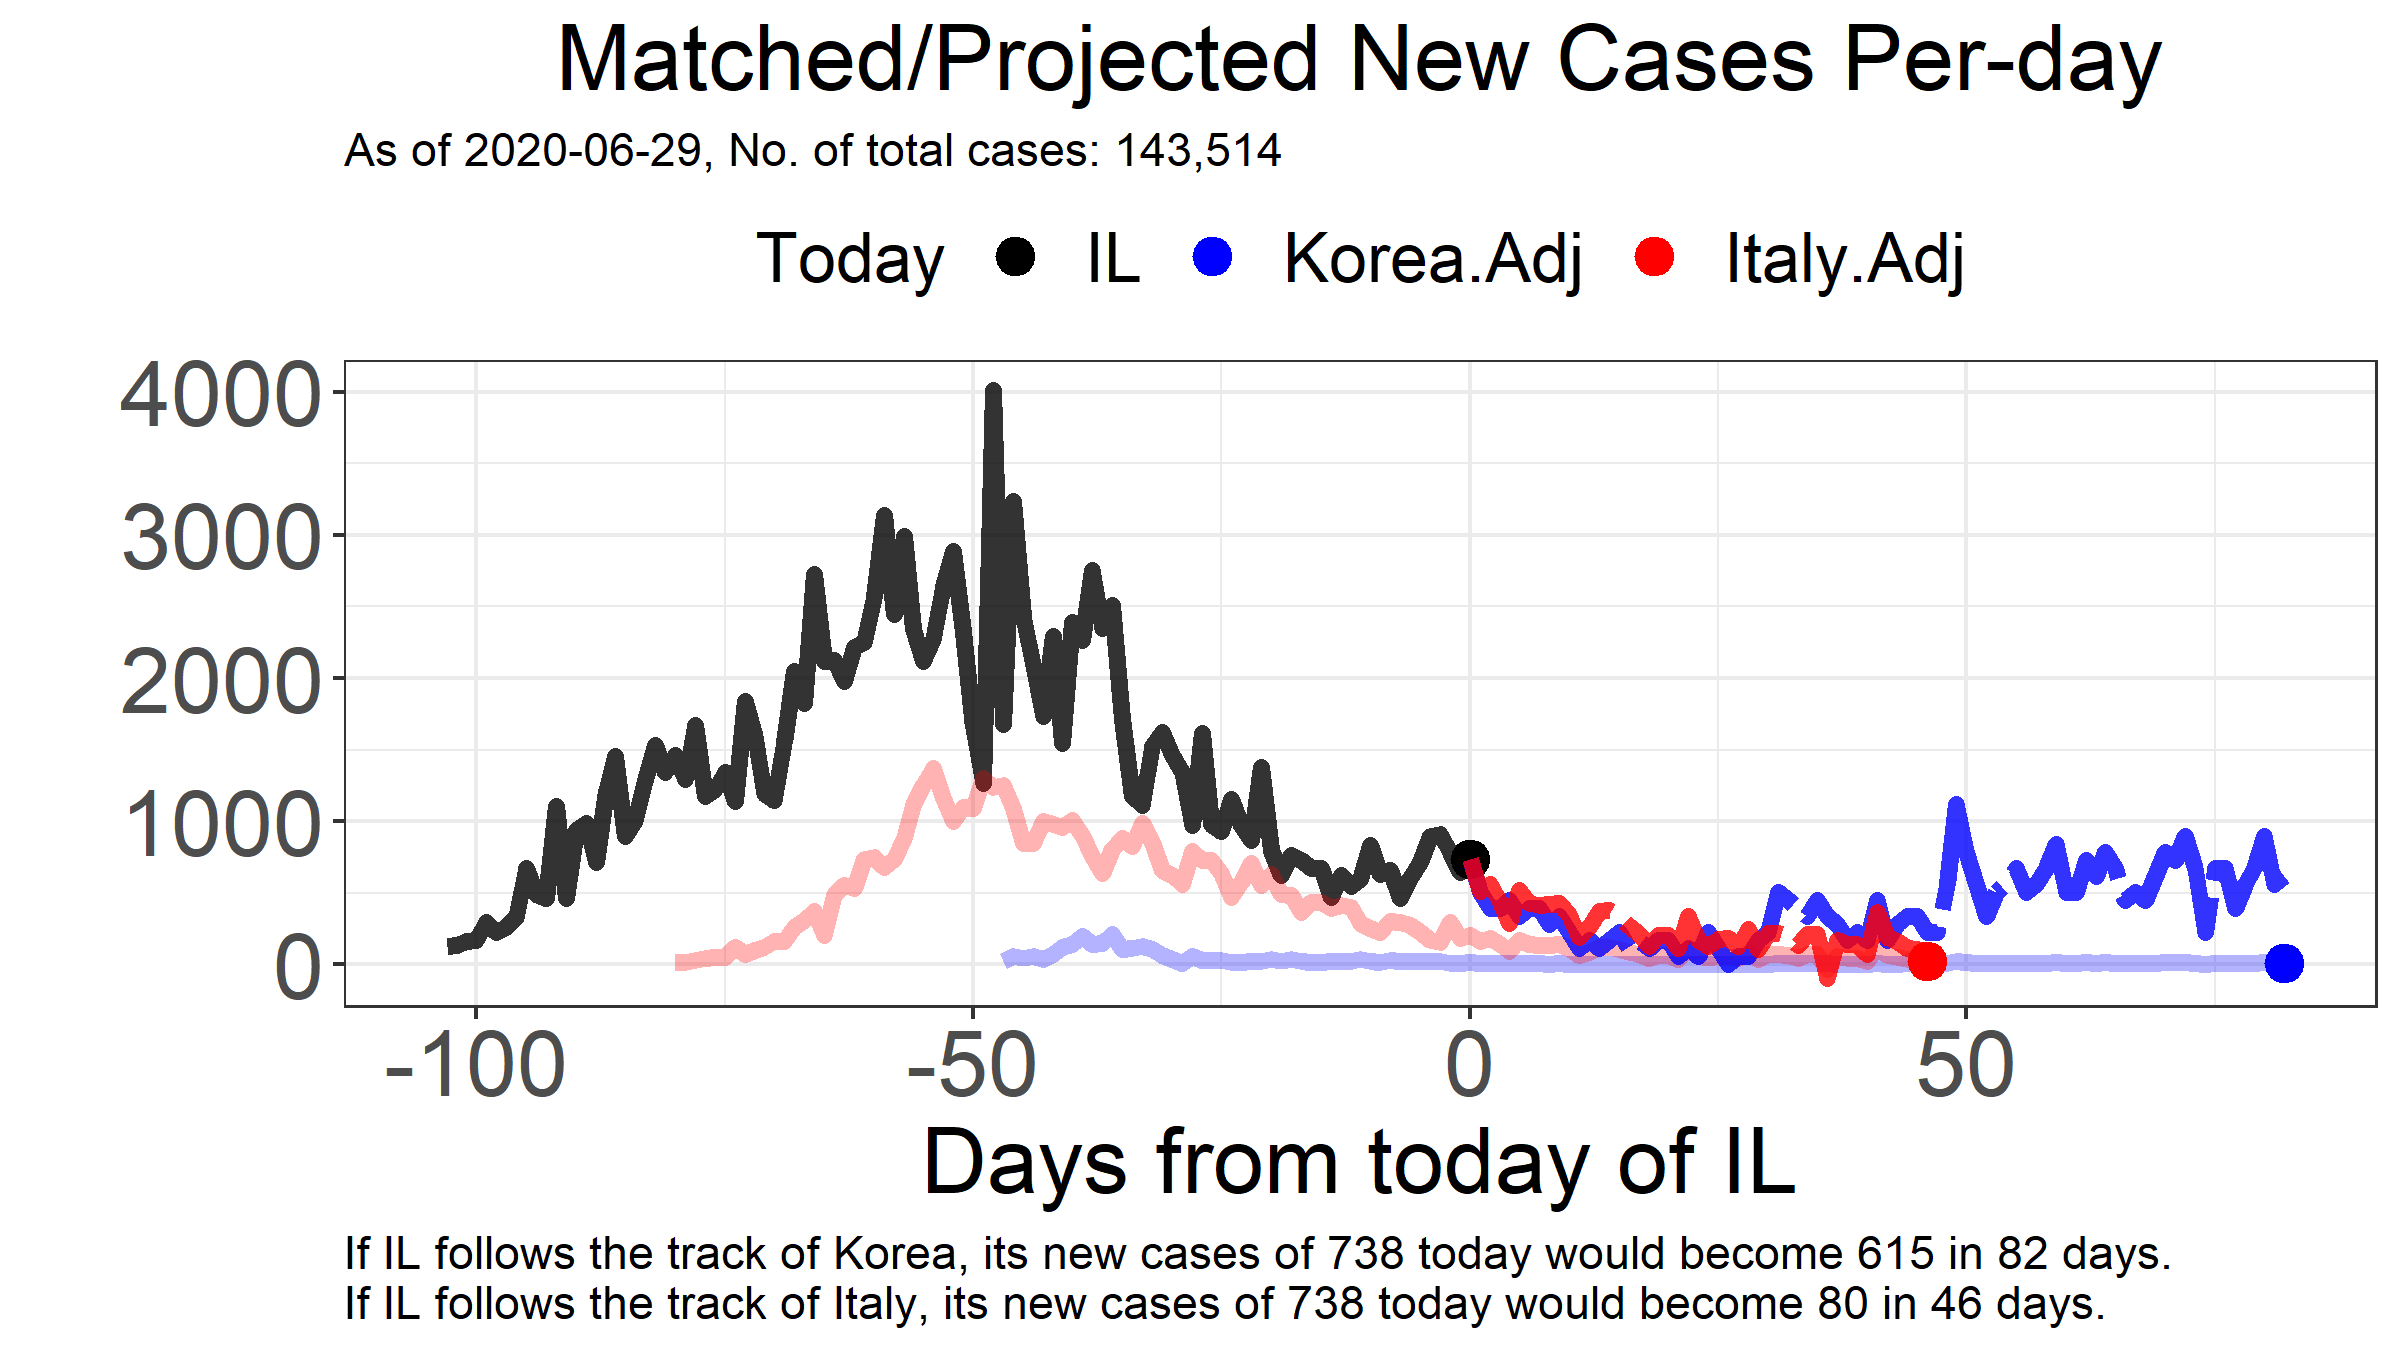 Matched/Projected New Cases Per-day
As of 2020-06-29, No. of total cases: 143,514
Today IL Korea.Adj Italy.Adj
4000
3000
2000
1000
0
-100 -50 0 50
Days from today of IL
If IL follows the track of Korea, its new cases of 738 today would become 615 in 82 days.
If IL follows the track of Italy, its new cases of 738 today would become 80 in 46 days.